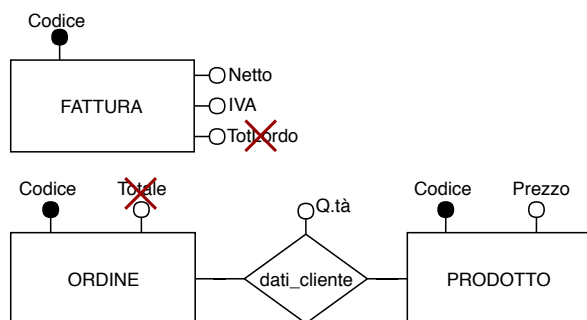 Codice
Netto
FATTURA
IVA
TotLordo
Codice
Totale
Q.tà
Codice
Prezzo
ORDINE
dati_cliente
PRODOTTO